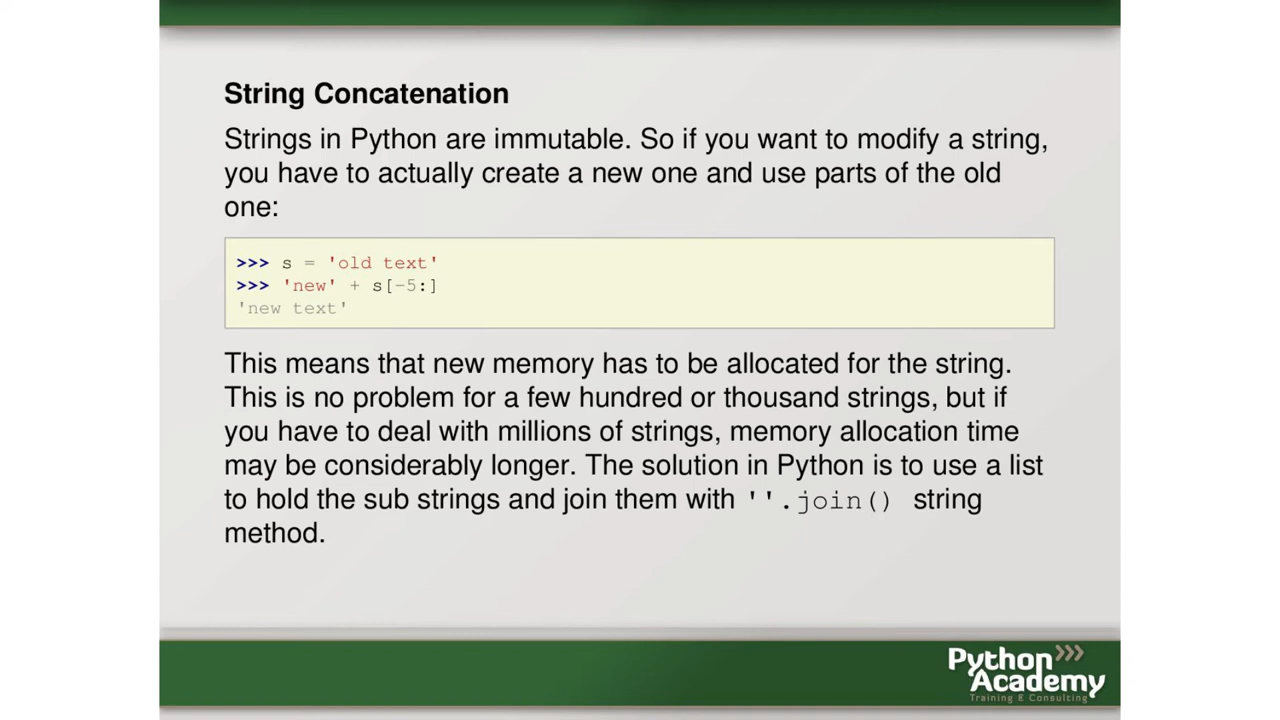 String Concatenation
Strings in Python are immutable. So if you want to modify a string,
you have to actually create a new one and use parts of the old
one:
>>> s = 'old text'
>>> 'new' + s[-5:]
'new text'
This means that new memory has to be allocated for the string.
This is no problem for a few hundred or thousand strings, but if
you have to deal with millions of strings, memory allocation time
may be considerably longer. The solution in Python is to use a list
to hold the sub strings and join them with ''.join() string
method.
Python
Academy
Training & Consulting